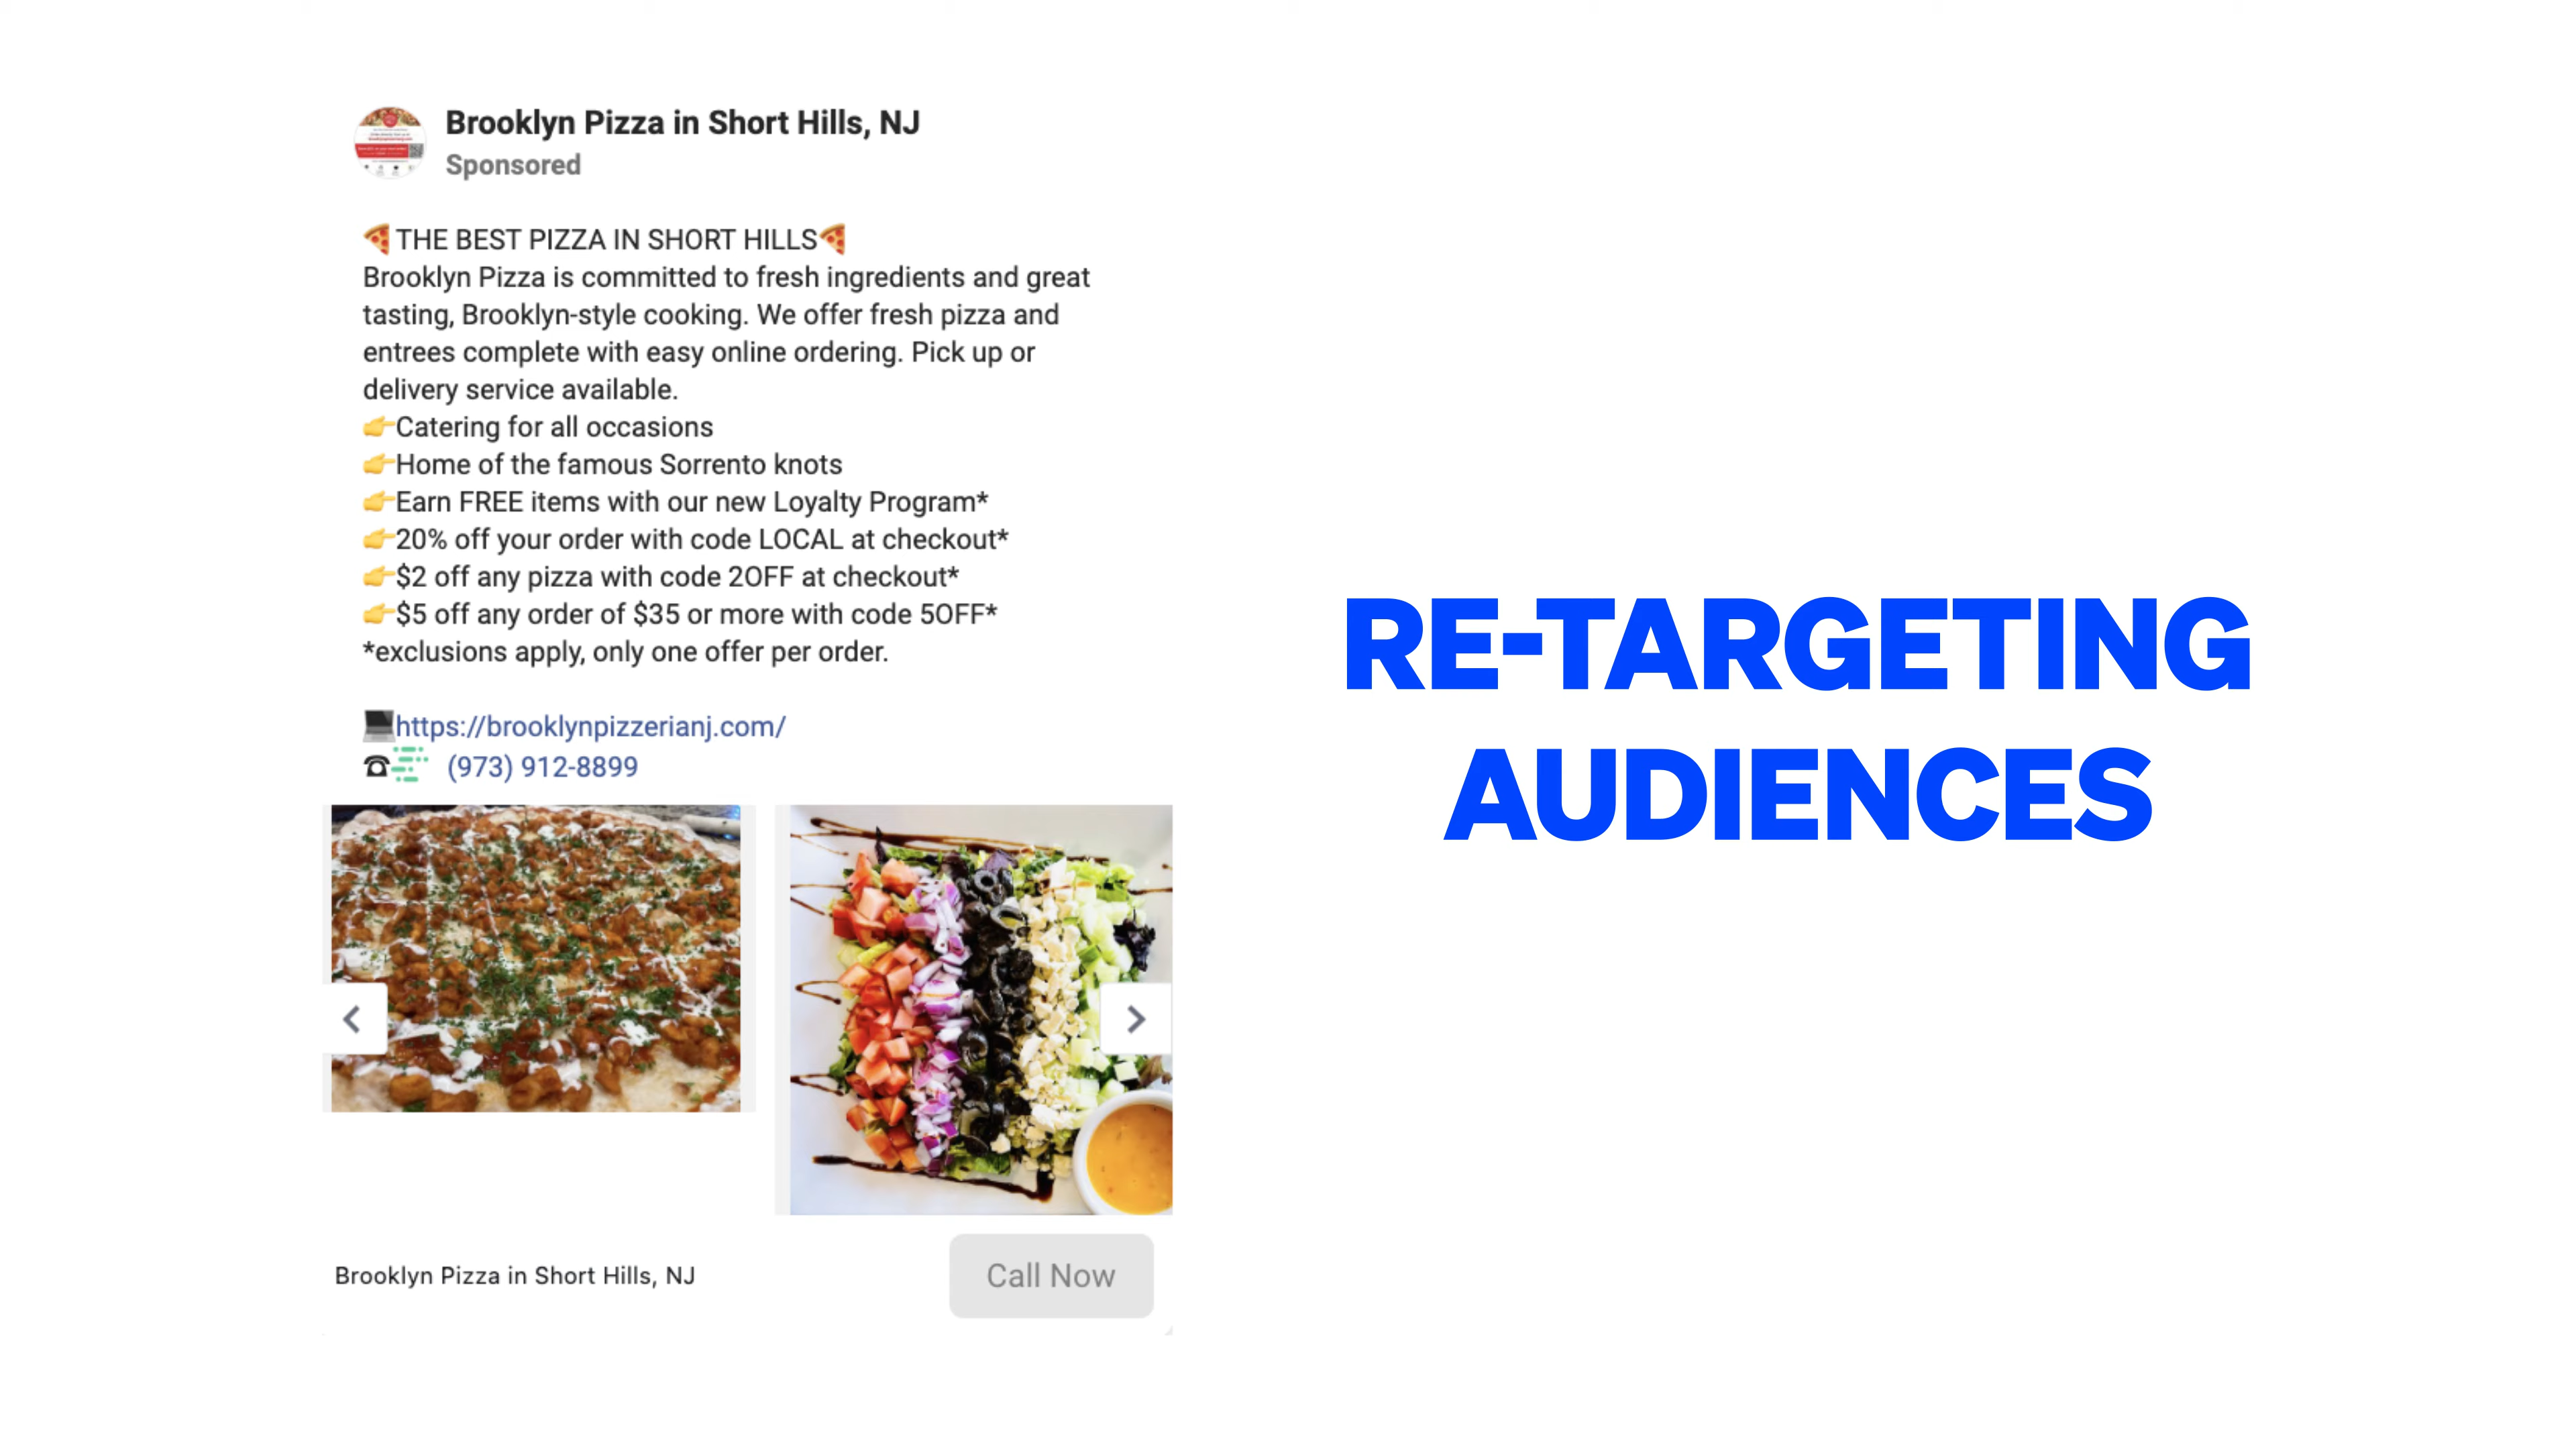 Brooklyn Pizza in Short Hills, NJ
Sponsored
🍕THE BEST PIZZA IN SHORT HILLS🍕
Brooklyn Pizza is committed to fresh ingredients and great
tasting, Brooklyn-style cooking. We offer fresh pizza and
entrees complete with easy online ordering. Pick up or
delivery service available.
👉Catering for all occasions
👉Home of the famous Sorrento knots
👉Earn FREE items with our new Loyalty Program*
👉20% off your order with code LOCAL at checkout*
👉$2 off any pizza with code 2OFF at checkout*
👉$5 off any order of $35 or more with code 5OFF*
*exclusions apply, only one offer per order.
💻https://brooklynpizzerianj.com/
☎ (973) 912-8899
Brooklyn Pizza in Short Hills, NJ
Call Now
RE-TARGETING
AUDIENCES